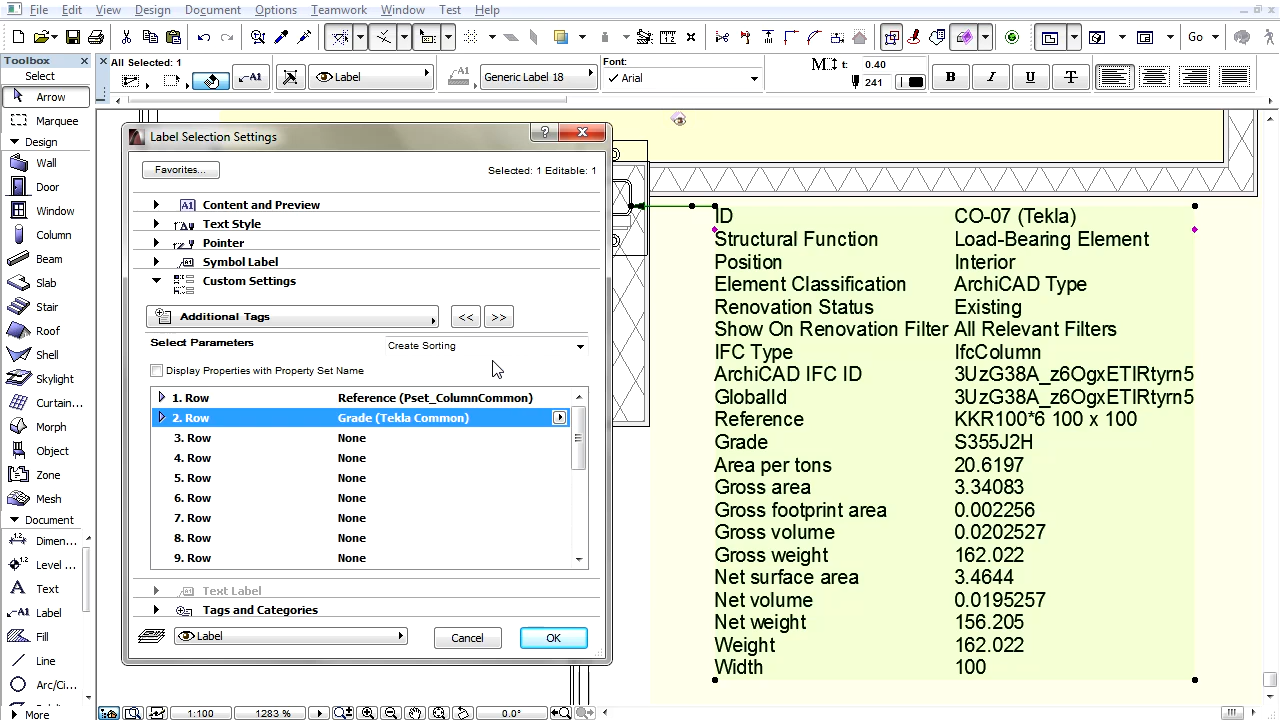 File Edit View Design Document Options Teamwork Window Test Help
Go
Toolbox
Select
Arrow
Marquee
Design
Wall
Door
Window
Column
Beam
Slab
Stair
Roof
Shell
Skylight
Curtain...
Morph
Object
Zone
Mesh
Document
Dimen...
Level ...
Text
Label
Fill
Line
Arc/Ci...
More
All Selected: 1
A1
Label
Generic Label 18
Font:
Arial
M
t:
0.40
241
B I U T
Label Selection Settings
?
Favorites...
Selected: 1 Editable: 1
A1 Content and Preview
Text Style
Pointer
Symbol Label
Custom Settings
Additional Tags
<< >>
Select Parameters
Create Sorting
Display Properties with Property Set Name
1. Row Reference (Pset_ColumnCommon)
2. Row Grade (Tekla Common)
3. Row None
4. Row None
5. Row None
6. Row None
7. Row None
8. Row None
9. Row None
Text Label
Tags and Categories
Label
Cancel
OK
ID CO-07 (Tekla)
Structural Function Load-Bearing Element
Position Interior
Element Classification ArchiCAD Type
Renovation Status Existing
Show On Renovation Filter All Relevant Filters
IFC Type IfcColumn
ArchiCAD IFC ID 3UzG38A_z6OgxETIRtyrn5
GlobalId 3UzG38A_z6OgxETIRtyrn5
Reference KKR100*6 100 x 100
Grade S355J2H
Area per tons 20.6197
Gross area 3.34083
Gross footprint area 0.002256
Gross volume 0.0202527
Gross weight 162.022
Net surface area 3.4644
Net volume 0.0195257
Net weight 156.205
Weight 162.022
Width 100
1:100
1283 %
0.0°